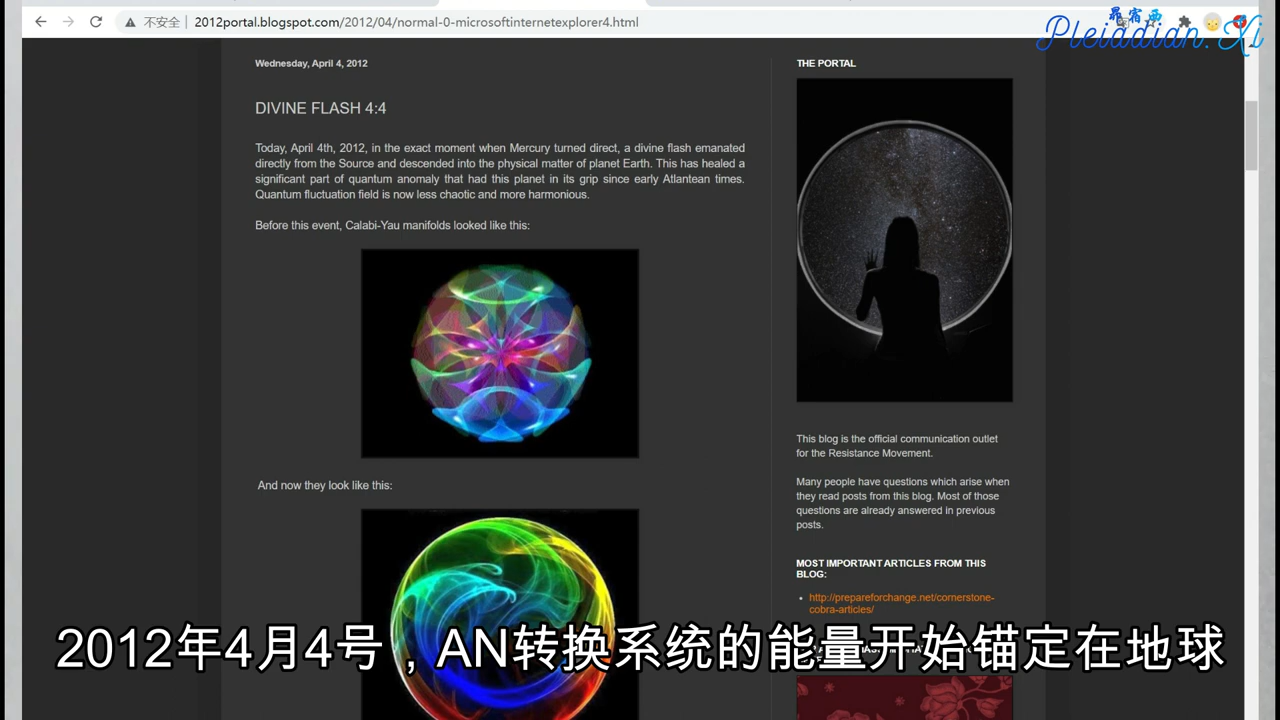 不安全
2012portal.blogspot.com/2012/04/normal-0-microsoftinternetexplorer4.html
昴宿西
Pleiadian.Xi
Wednesday, April 4, 2012
DIVINE FLASH 4:4
Today, April 4th, 2012, in the exact moment when Mercury turned direct, a divine flash emanated
directly from the Source and descended into the physical matter of planet Earth. This has healed a
significant part of quantum anomaly that had this planet in its grip since early Atlantean times.
Quantum fluctuation field is now less chaotic and more harmonious.
Before this event, Calabi-Yau manifolds looked like this:
And now they look like this:
THE PORTAL
This blog is the official communication outlet
for the Resistance Movement.
Many people have questions which arise when
they read posts from this blog. Most of those
questions are already answered in previous
posts.
MOST IMPORTANT ARTICLES FROM THIS
BLOG:
http://prepareforchange.net/cornerstone-
cobra-articles/
2012年4月4号，AN转换系统的能量开始锚定在地球